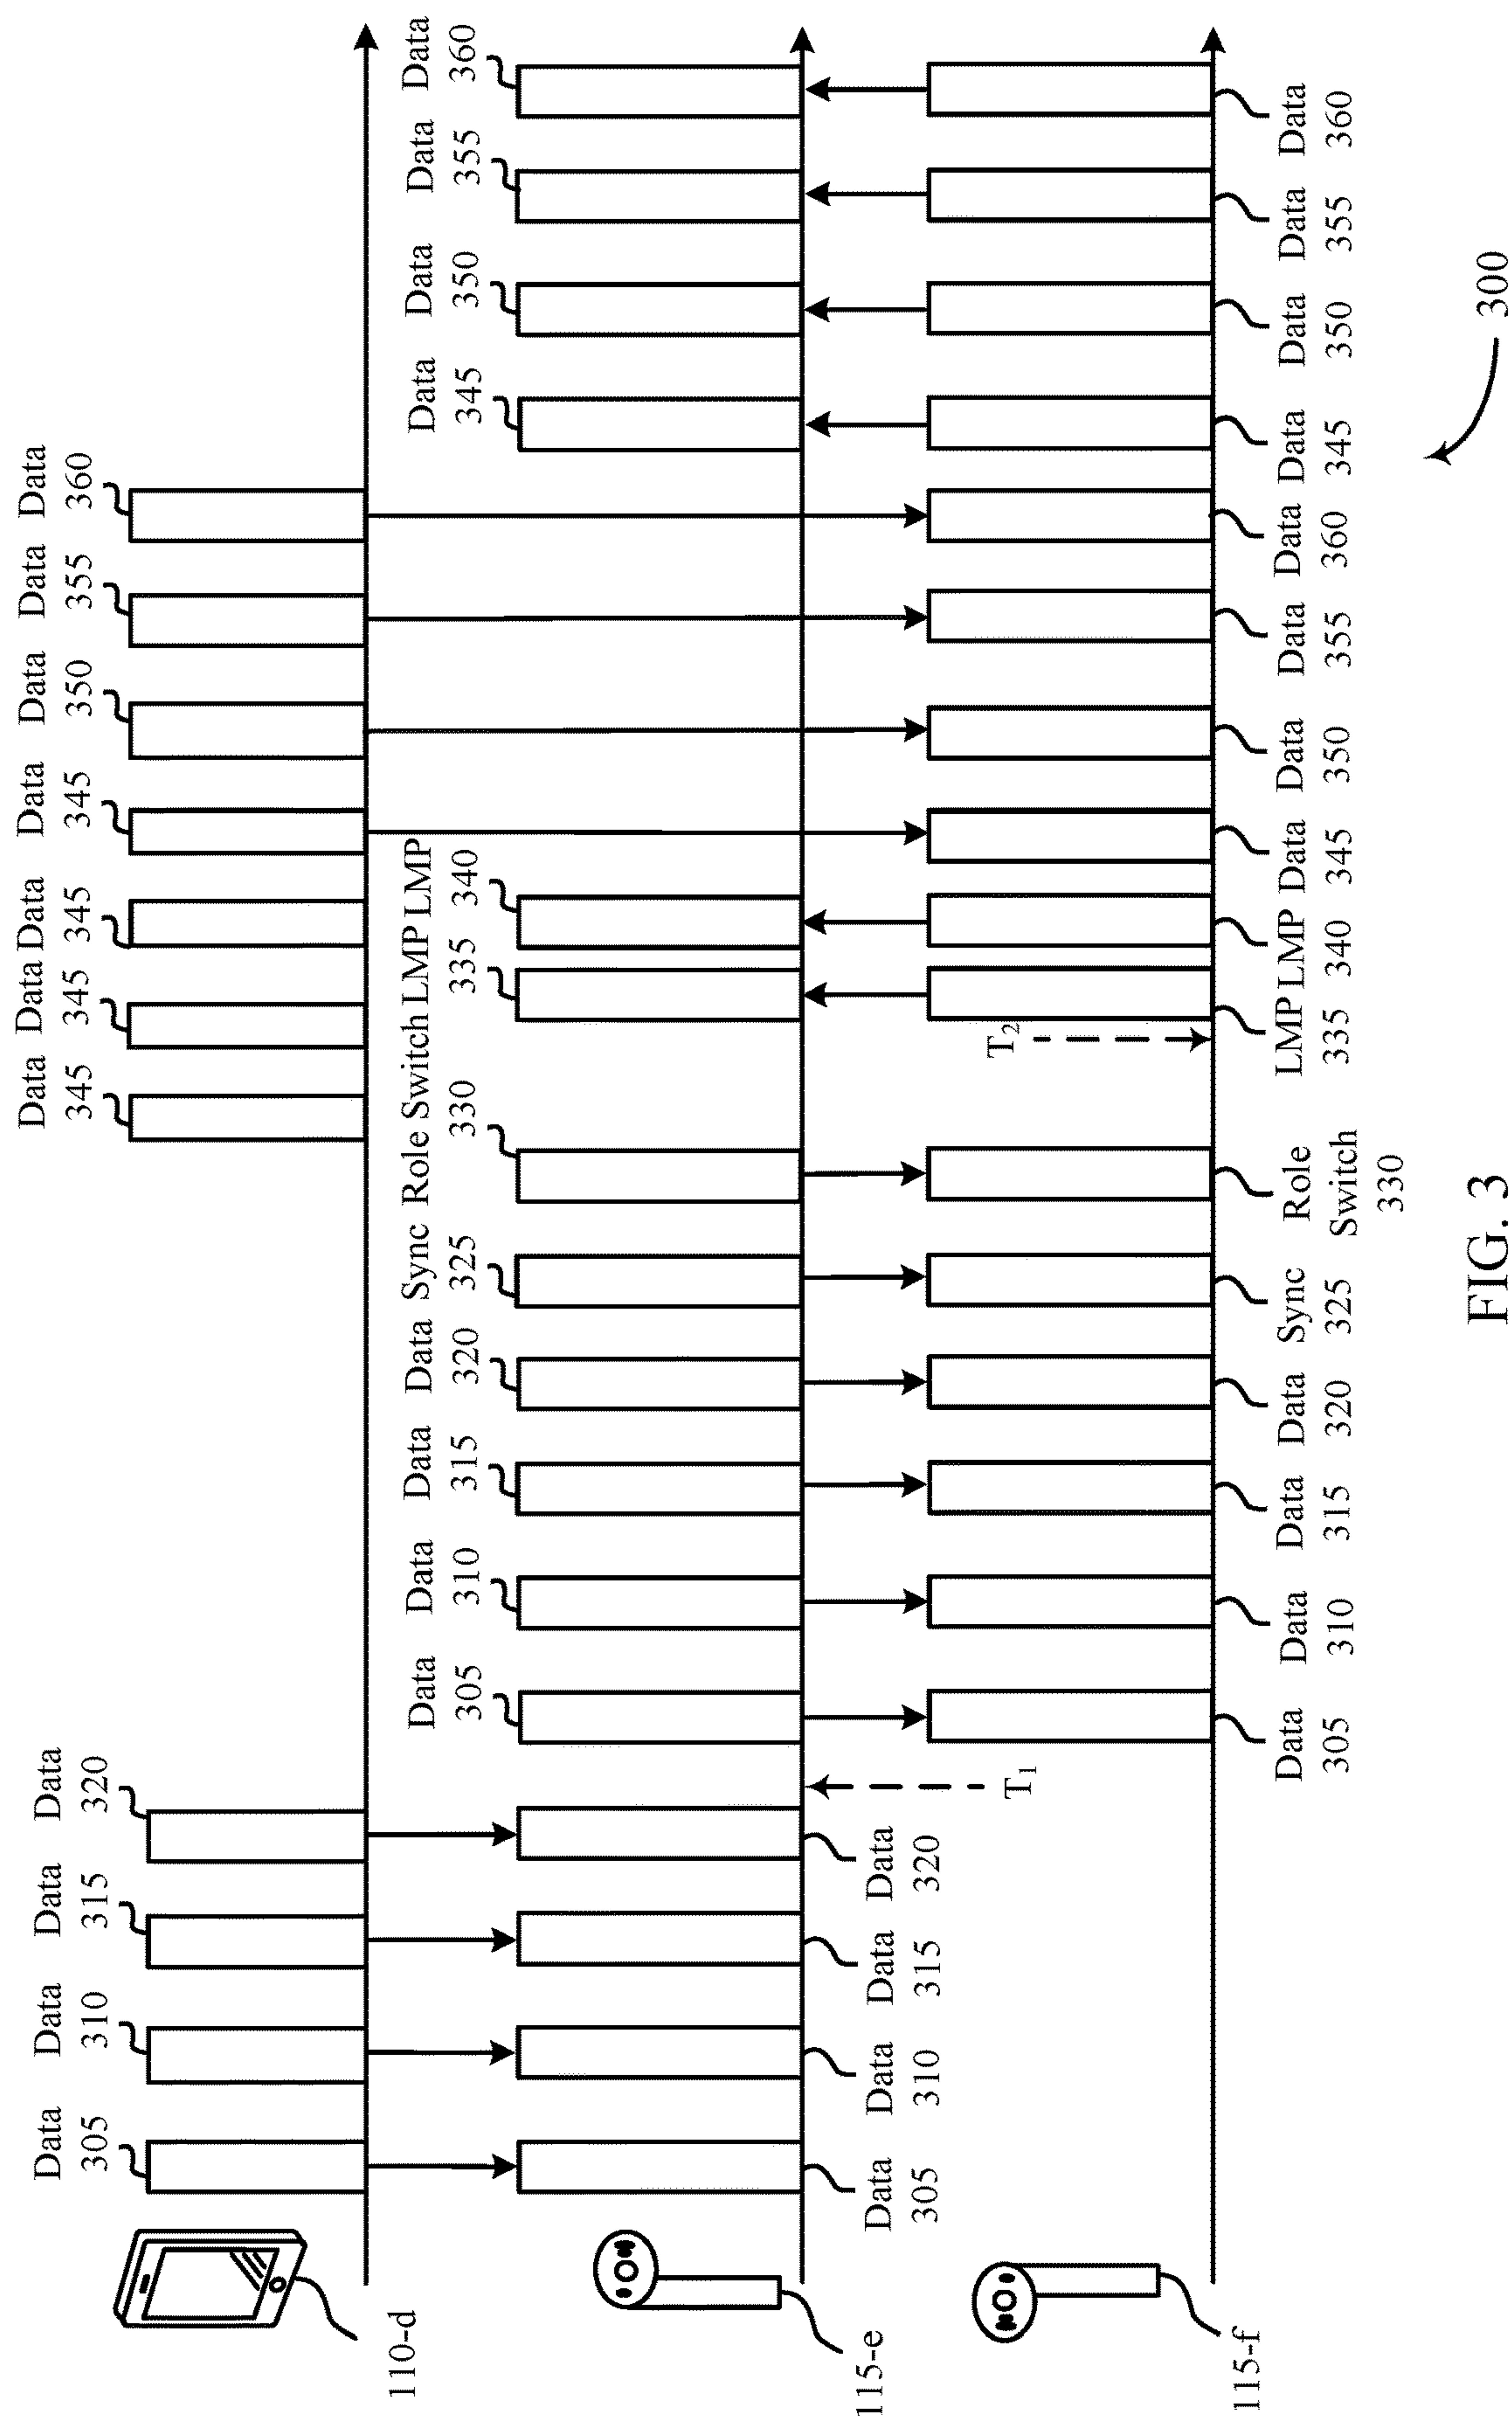 Data Data Data Data Data Data Data Data Data Data
305 310 315 320 345 345 345 345 350 355 360
110-d
Data Data Data Data Sync Role Switch LMP LMP Data Data Data Data
305 310 315 320 325 330 335 340 345 350 355 360
115-e
Data Data Data Data
305 310 315 320
T2
T1
115-f
Data Data Data Data Sync Role LMP LMP Data Data Data Data Data Data Data Data
305 310 315 320 325 Switch 335 340 345 350 355 360 345 350 355 360
330
300
FIG. 3